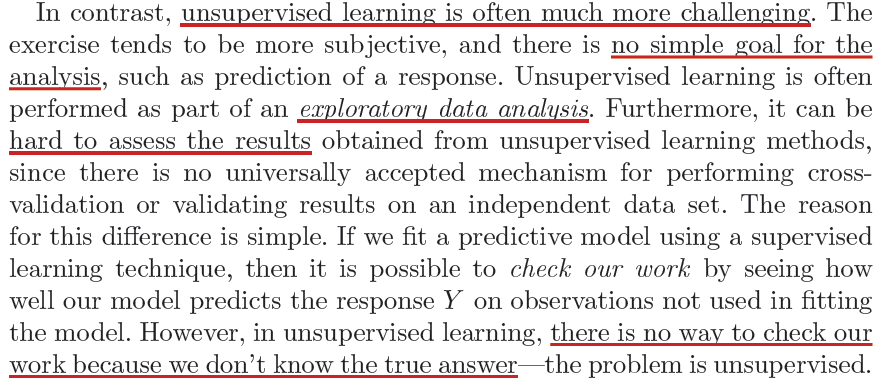 In contrast, unsupervised learning is often much more challenging. The
exercise tends to be more subjective, and there is no simple goal for the
analysis, such as prediction of a response. Unsupervised learning is often
performed as part of an exploratory data analysis. Furthermore, it can be
hard to assess the results obtained from unsupervised learning methods,
since there is no universally accepted mechanism for performing cross-
validation or validating results on an independent data set. The reason
for this difference is simple. If we fit a predictive model using a supervised
learning technique, then it is possible to check our work by seeing how
well our model predicts the response Y on observations not used in fitting
the model. However, in unsupervised learning, there is no way to check our
work because we don't know the true answer—the problem is unsupervised.